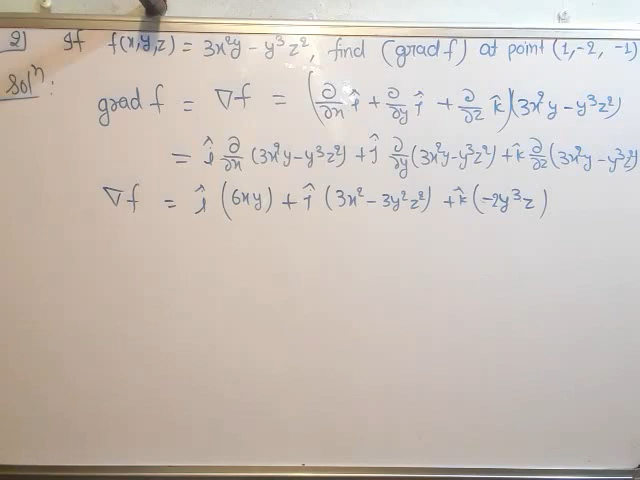 2) If f(x,y,z) = 3x²y - y³z², find (grad f) at point (1,-2,-1)
Solⁿ:
grad f = ∇f = (∂/∂x î + ∂/∂y ĵ + ∂/∂z k̂)(3x²y - y³z²)
= î ∂/∂x (3x²y - y³z²) + ĵ ∂/∂y (3x²y - y³z²) + k̂ ∂/∂z (3x²y - y³z²)
∇f = î (6xy) + ĵ (3x² - 3y²z²) + k̂ (-2y³z)